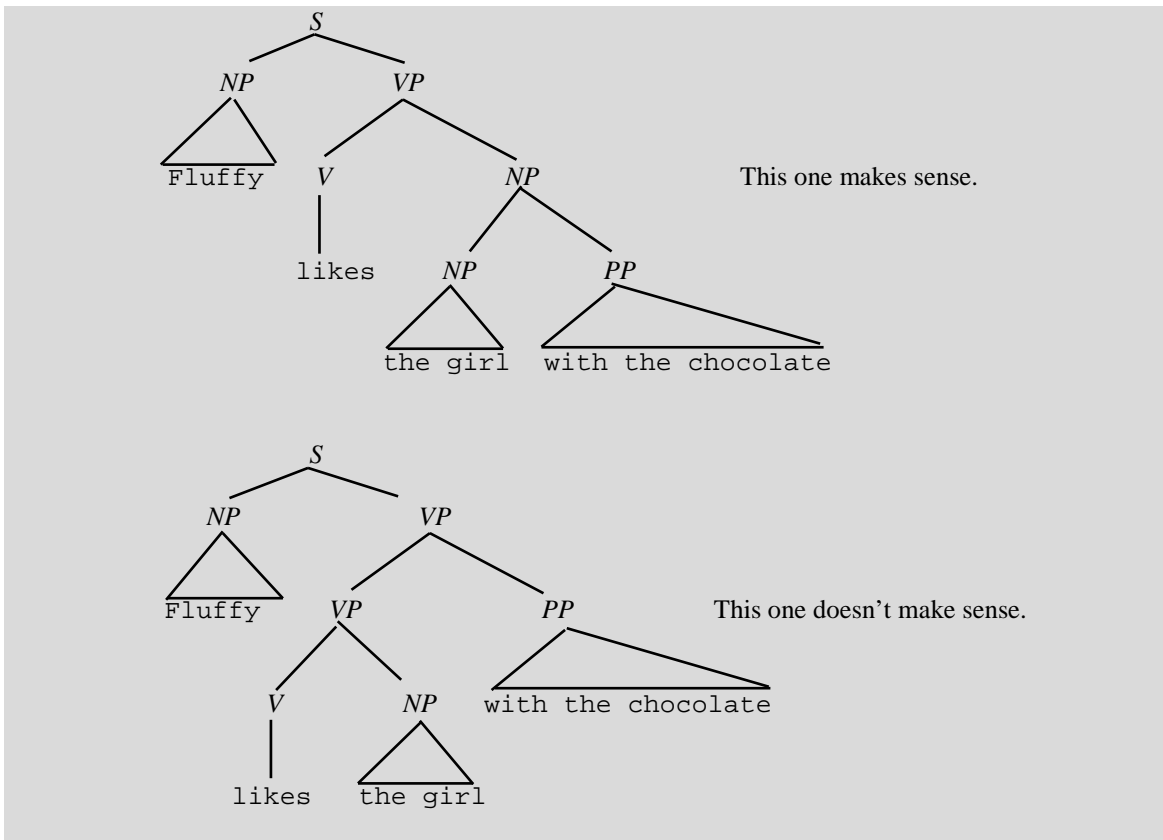 S
NP VP
Fluffy V NP This one makes sense.
likes NP PP
the girl with the chocolate
S
NP VP
Fluffy VP PP This one doesn’t make sense.
V NP with the chocolate
likes the girl